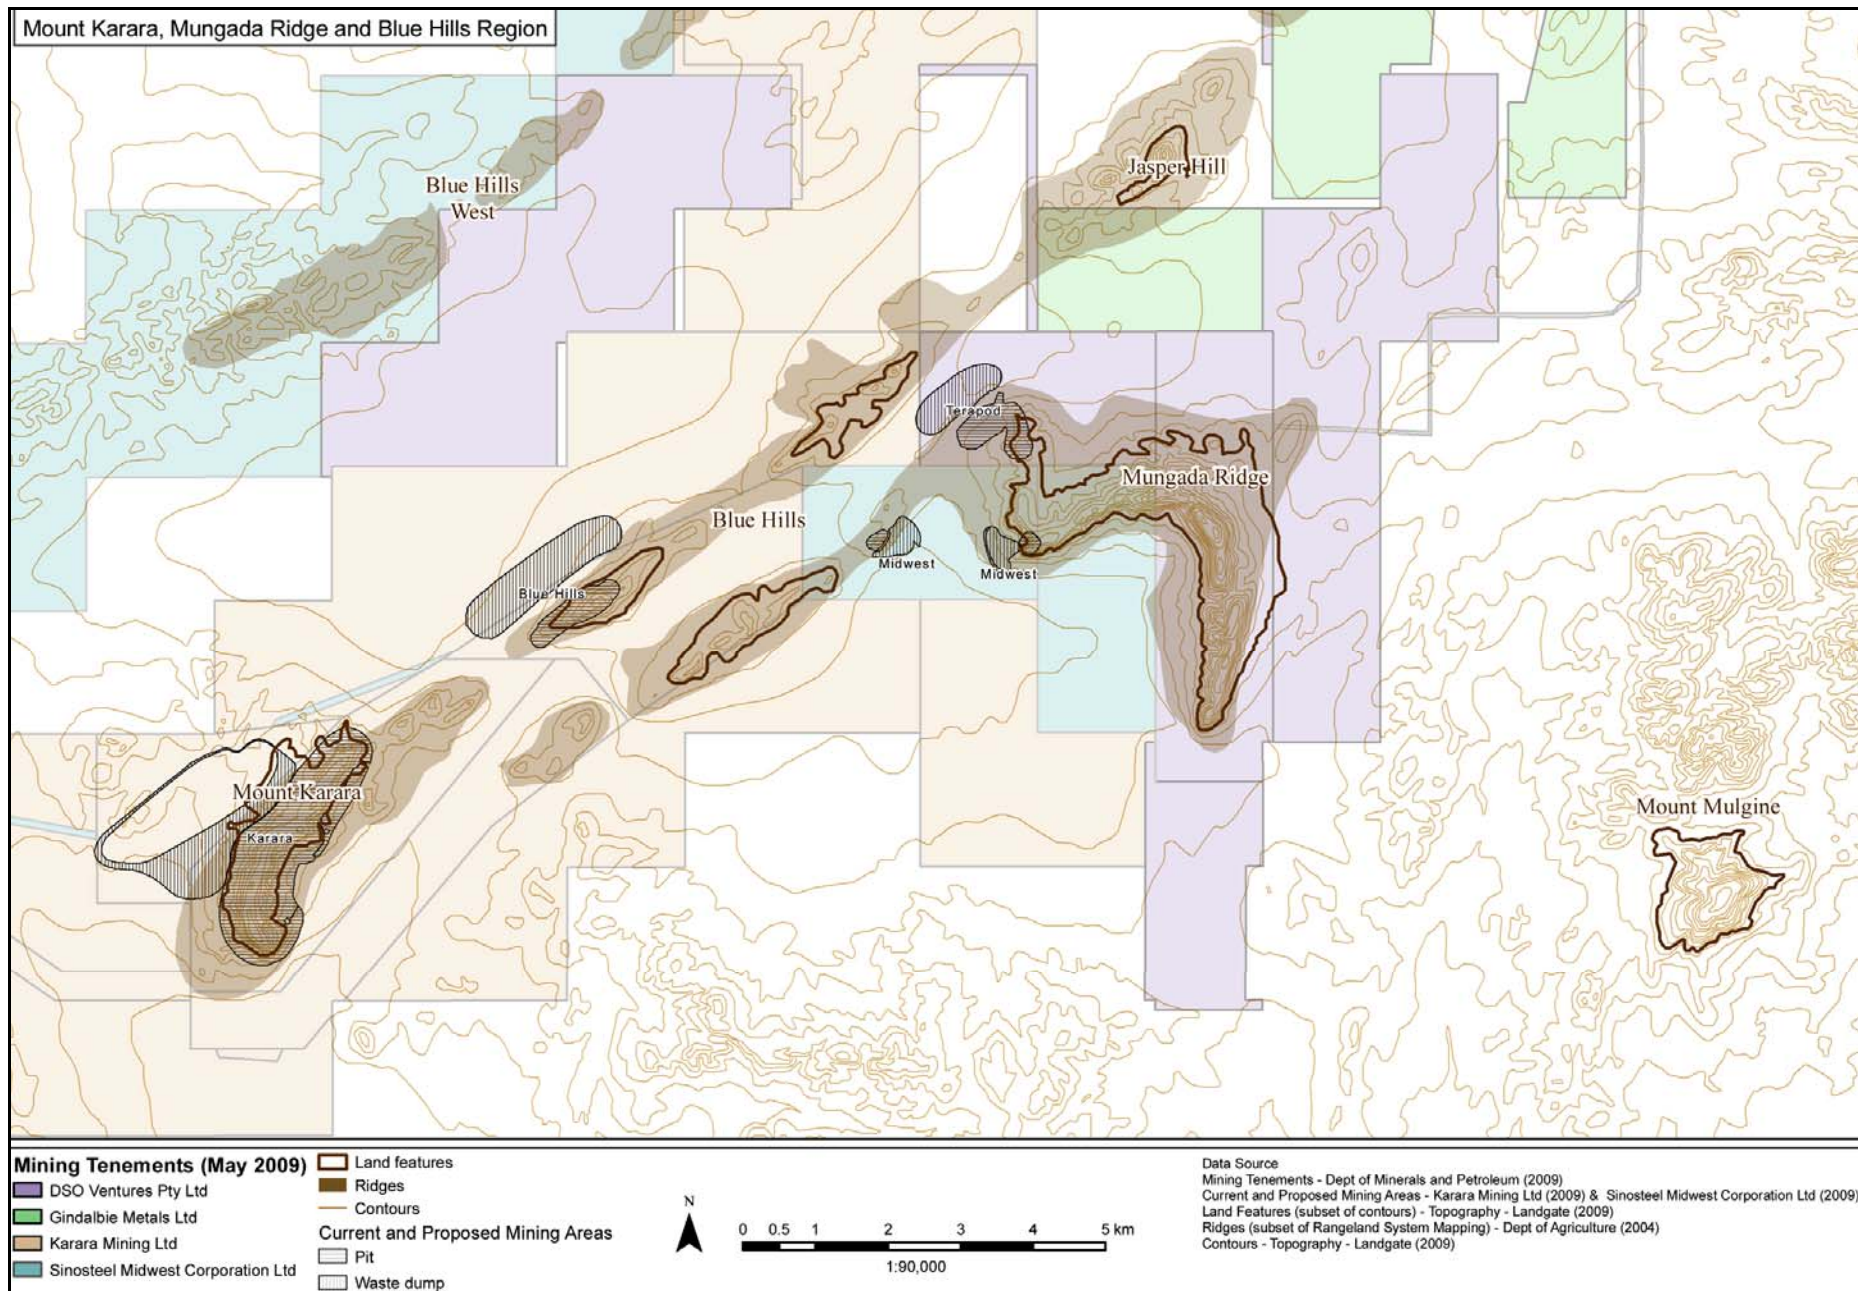 Mount Karara, Mungada Ridge and Blue Hills Region
Jasper Hill
Blue Hills
West
Terapod
Mungada Ridge
Blue Hills
Midwest
Midwest
Blue Hills
Mount Karara
Karara
Mount Mulgine
Mining Tenements (May 2009)
DSO Ventures Pty Ltd
Gindalbie Metals Ltd
Karara Mining Ltd
Sinosteel Midwest Corporation Ltd
Land features
Ridges
Contours
Current and Proposed Mining Areas
Pit
Waste dump
N
0 0.5 1 2 3 4 5 km
1:90,000
Data Source
Mining Tenements - Dept of Minerals and Petroleum (2009)
Current and Proposed Mining Areas - Karara Mining Ltd (2009) & Sinosteel Midwest Corporation Ltd (2009)
Land Features (subset of contours) - Topography - Landgate (2009)
Ridges (subset of Rangeland System Mapping) - Dept of Agriculture (2004)
Contours - Topography - Landgate (2009)